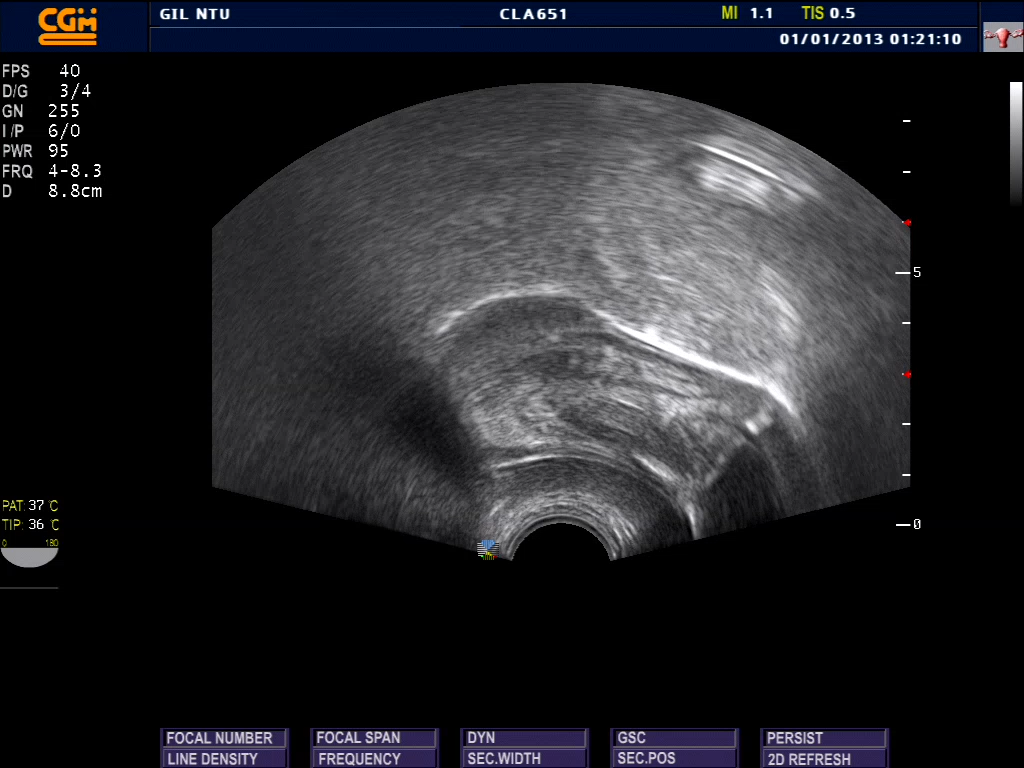 CGM
GIL NTU CLA651 MI 1.1 TIS 0.5
01/01/2013 01:21:10
FPS 40
D/G 3/4
GN 255
I/P 6/0
PWR 95
FRQ 4-8.3
D 8.8cm
5
PAT: 37 °C
TIP: 36 °C
0 180
0
FOCAL NUMBER FOCAL SPAN DYN GSC PERSIST
LINE DENSITY FREQUENCY SEC.WIDTH SEC.POS 2D REFRESH